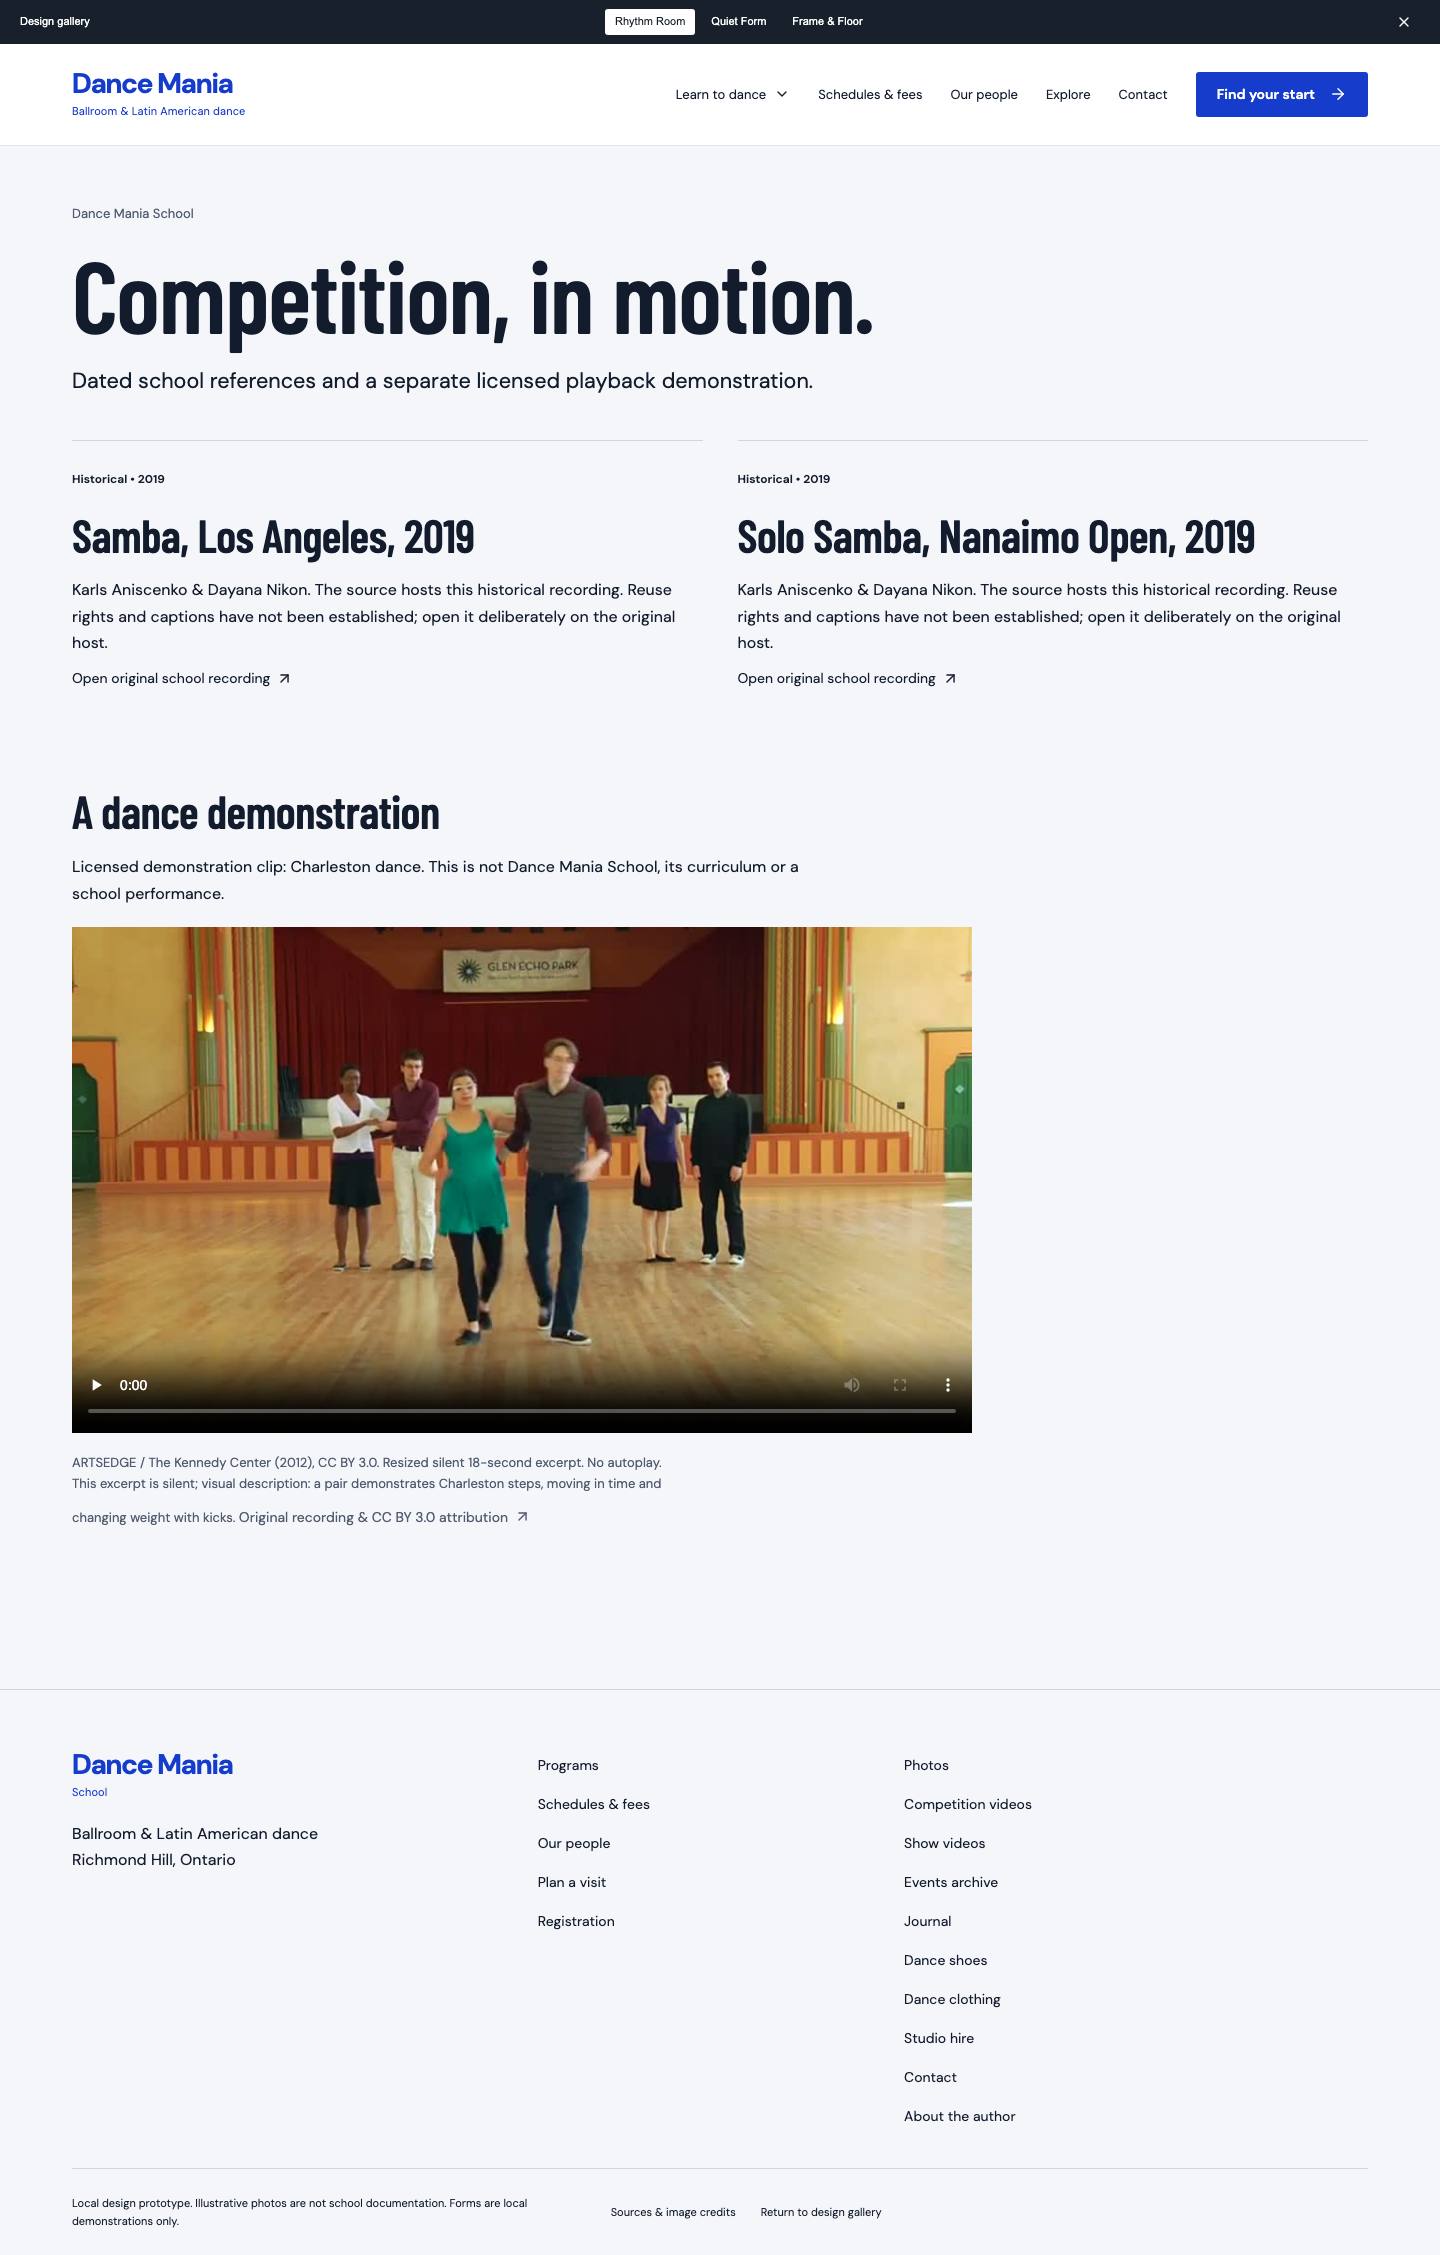 Design gallery
Rhythm Room
Quiet Form
Frame & Floor
Dance Mania
Ballroom & Latin American dance
Learn to dance
Schedules & fees
Our people
Explore
Contact
Find your start
Dance Mania School
Competition, in motion.
Dated school references and a separate licensed playback demonstration.
Historical • 2019
Samba, Los Angeles, 2019
Karls Aniscenko & Dayana Nikon. The source hosts this historical recording. Reuse
rights and captions have not been established; open it deliberately on the original
host.
Open original school recording
Historical • 2019
Solo Samba, Nanaimo Open, 2019
Karls Aniscenko & Dayana Nikon. The source hosts this historical recording. Reuse
rights and captions have not been established; open it deliberately on the original
host.
Open original school recording
A dance demonstration
Licensed demonstration clip: Charleston dance. This is not Dance Mania School, its curriculum or a
school performance.
GLEN ECHO PARK
0:00
ARTSEDGE / The Kennedy Center (2012), CC BY 3.0. Resized silent 18-second excerpt. No autoplay.
This excerpt is silent; visual description: a pair demonstrates Charleston steps, moving in time and
changing weight with kicks. Original recording & CC BY 3.0 attribution
Dance Mania
School
Ballroom & Latin American dance
Richmond Hill, Ontario
Programs
Schedules & fees
Our people
Plan a visit
Registration
Photos
Competition videos
Show videos
Events archive
Journal
Dance shoes
Dance clothing
Studio hire
Contact
About the author
Local design prototype. Illustrative photos are not school documentation. Forms are local
demonstrations only.
Sources & image credits
Return to design gallery